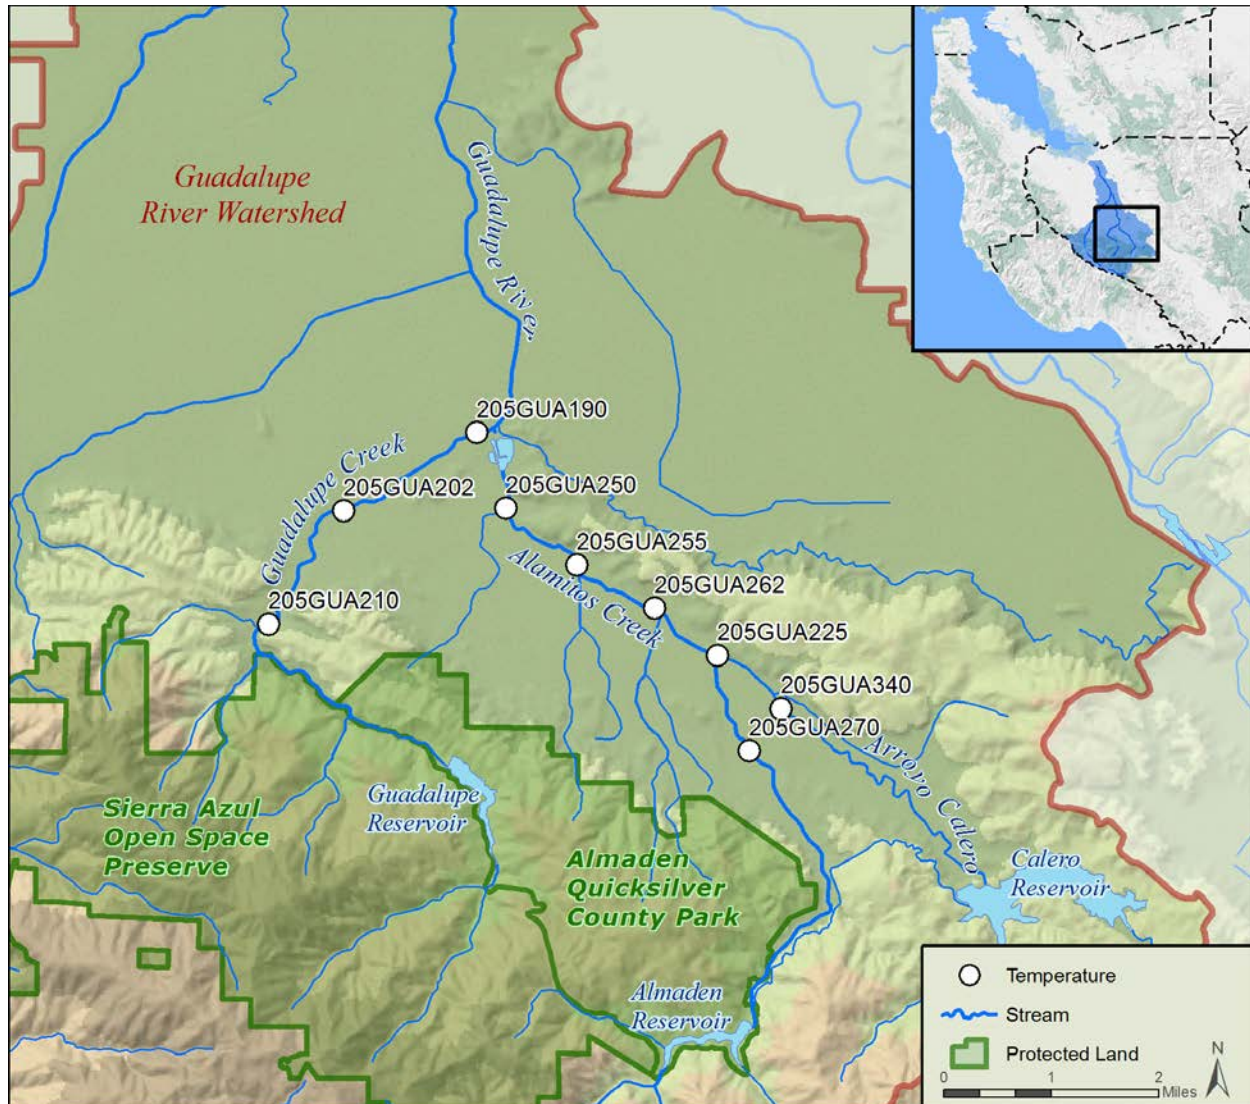 Guadalupe
River Watershed
Guadalupe River
205GUA190
Guadalupe Creek
205GUA202
205GUA250
205GUA255
Alamitos Creek
205GUA262
205GUA210
205GUA225
205GUA340
205GUA270
Arroyo Calero
Guadalupe
Reservoir
Sierra Azul
Open Space
Preserve
Almaden
Quicksilver
County Park
Calero
Reservoir
Almaden
Reservoir
Temperature
Stream
Protected Land
N
0 1 2
Miles